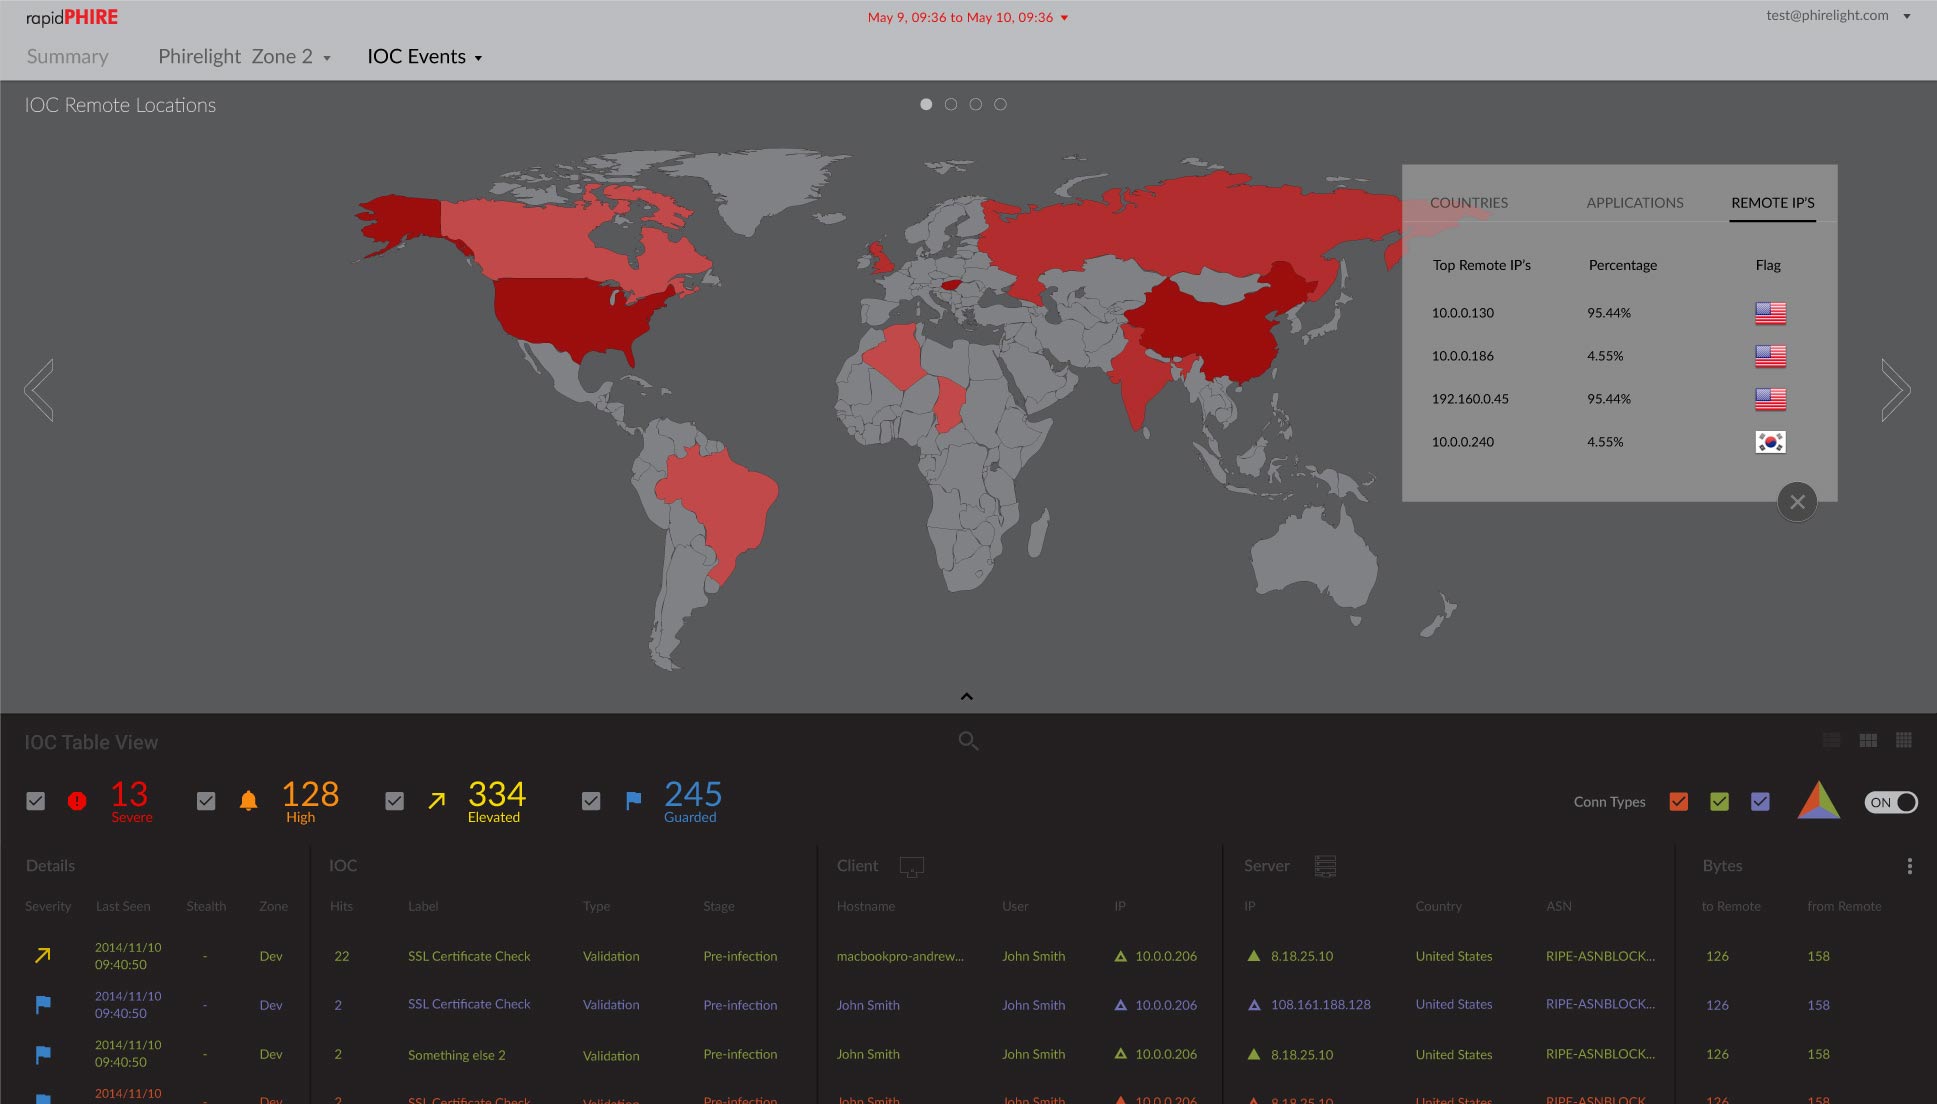 rapidPHIRE
May 9, 09:36 to May 10, 09:36
test@phirelight.com
Summary
Phirelight Zone 2
IOC Events
IOC Remote Locations
COUNTRIES APPLICATIONS REMOTE IP'S
Top Remote IP's Percentage Flag
10.0.0.130 95.44%
10.0.0.186 4.55%
192.160.0.45 95.44%
10.0.0.240 4.55%
IOC Table View
13 Severe
128 High
334 Elevated
245 Guarded
Conn Types
ON
Details IOC Client Server Bytes
Severity Last Seen Stealth Zone Hits Label Type Stage Hostname User IP IP Country ASN to Remote from Remote
2014/11/10 09:40:50 - Dev 22 SSL Certificate Check Validation Pre-infection macbookpro-andrew... John Smith 10.0.0.206 8.18.25.10 United States RIPE-ASNBLOCK... 126 158
2014/11/10 09:40:50 - Dev 2 SSL Certificate Check Validation Pre-infection John Smith John Smith 10.0.0.206 108.161.188.128 United States RIPE-ASNBLOCK... 126 158
2014/11/10 09:40:50 - Dev 2 Something else 2 Validation Pre-infection John Smith John Smith 10.0.0.206 8.18.25.10 United States RIPE-ASNBLOCK... 126 158
2014/11/10 - Dev 2 SSL Certificate Check Validation Pre-infection John Smith John Smith 10.0.0.206 8.18.25.10 United States RIPE-ASNBLOCK... 126 158